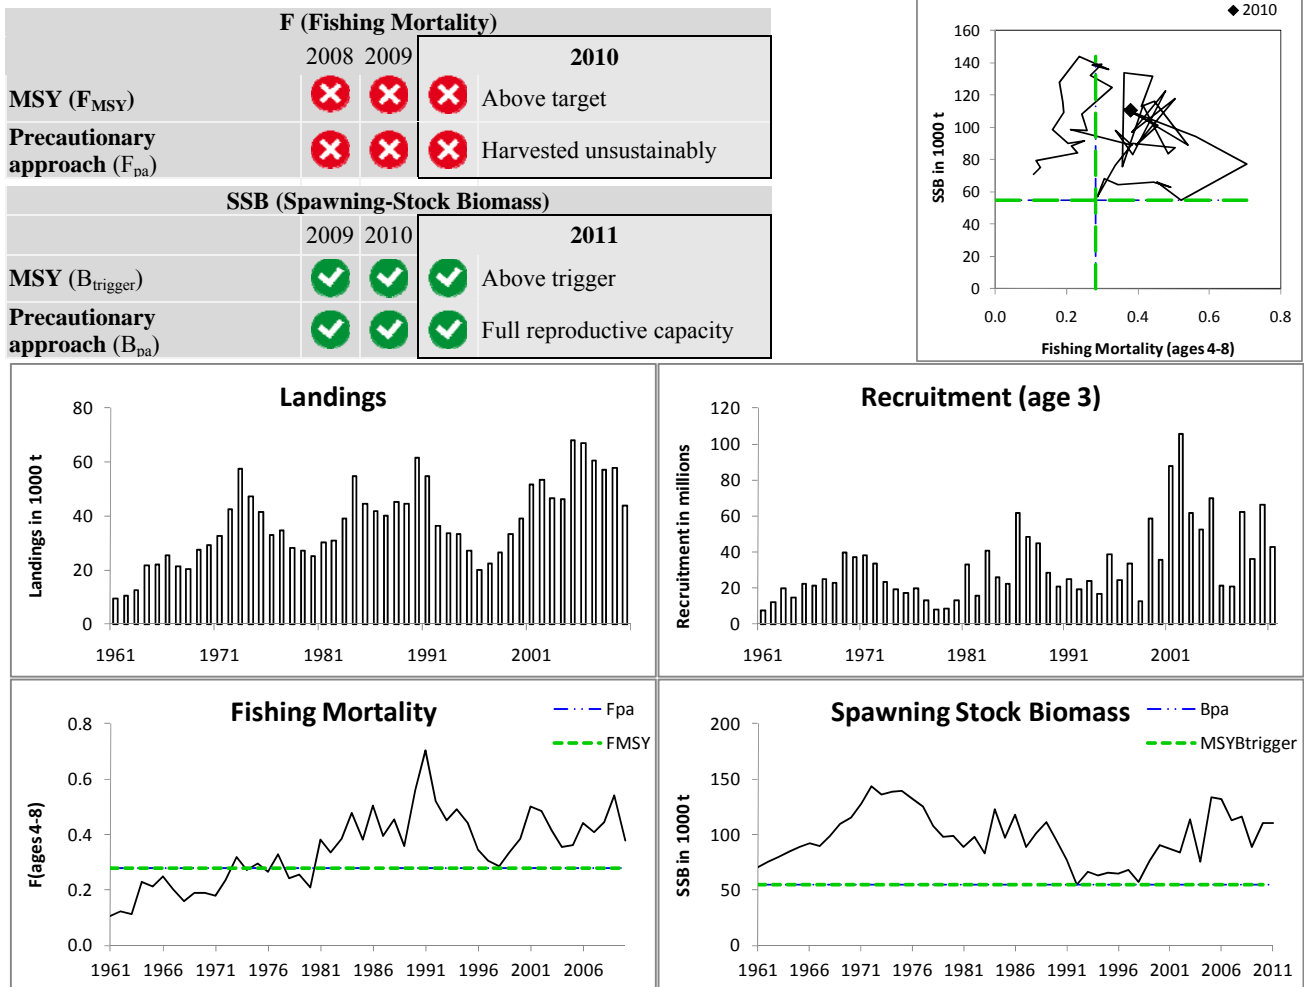 F (Fishing Mortality)
2008 2009 2010
MSY (FMSY) Above target
Precautionary
approach (Fpa) Harvested unsustainably
SSB (Spawning-Stock Biomass)
2009 2010 2011
MSY (Btrigger) Above trigger
Precautionary
approach (Bpa) Full reproductive capacity
2010
160
140
120
100
80
60
40
20
0
SSB in 1000 t
0.0 0.2 0.4 0.6 0.8
Fishing Mortality (ages 4-8)
Landings
80
60
40
20
0
Landings in 1000 t
1961 1971 1981 1991 2001
Recruitment (age 3)
120
100
80
60
40
20
0
Recruitment in millions
1961 1971 1981 1991 2001
Fishing Mortality
Fpa
FMSY
0.8
0.6
0.4
0.2
0.0
F(ages 4-8)
1961 1966 1971 1976 1981 1986 1991 1996 2001 2006
Spawning Stock Biomass
Bpa
MSYBtrigger
200
150
100
50
0
SSB in 1000 t
1961 1966 1971 1976 1981 1986 1991 1996 2001 2006 2011